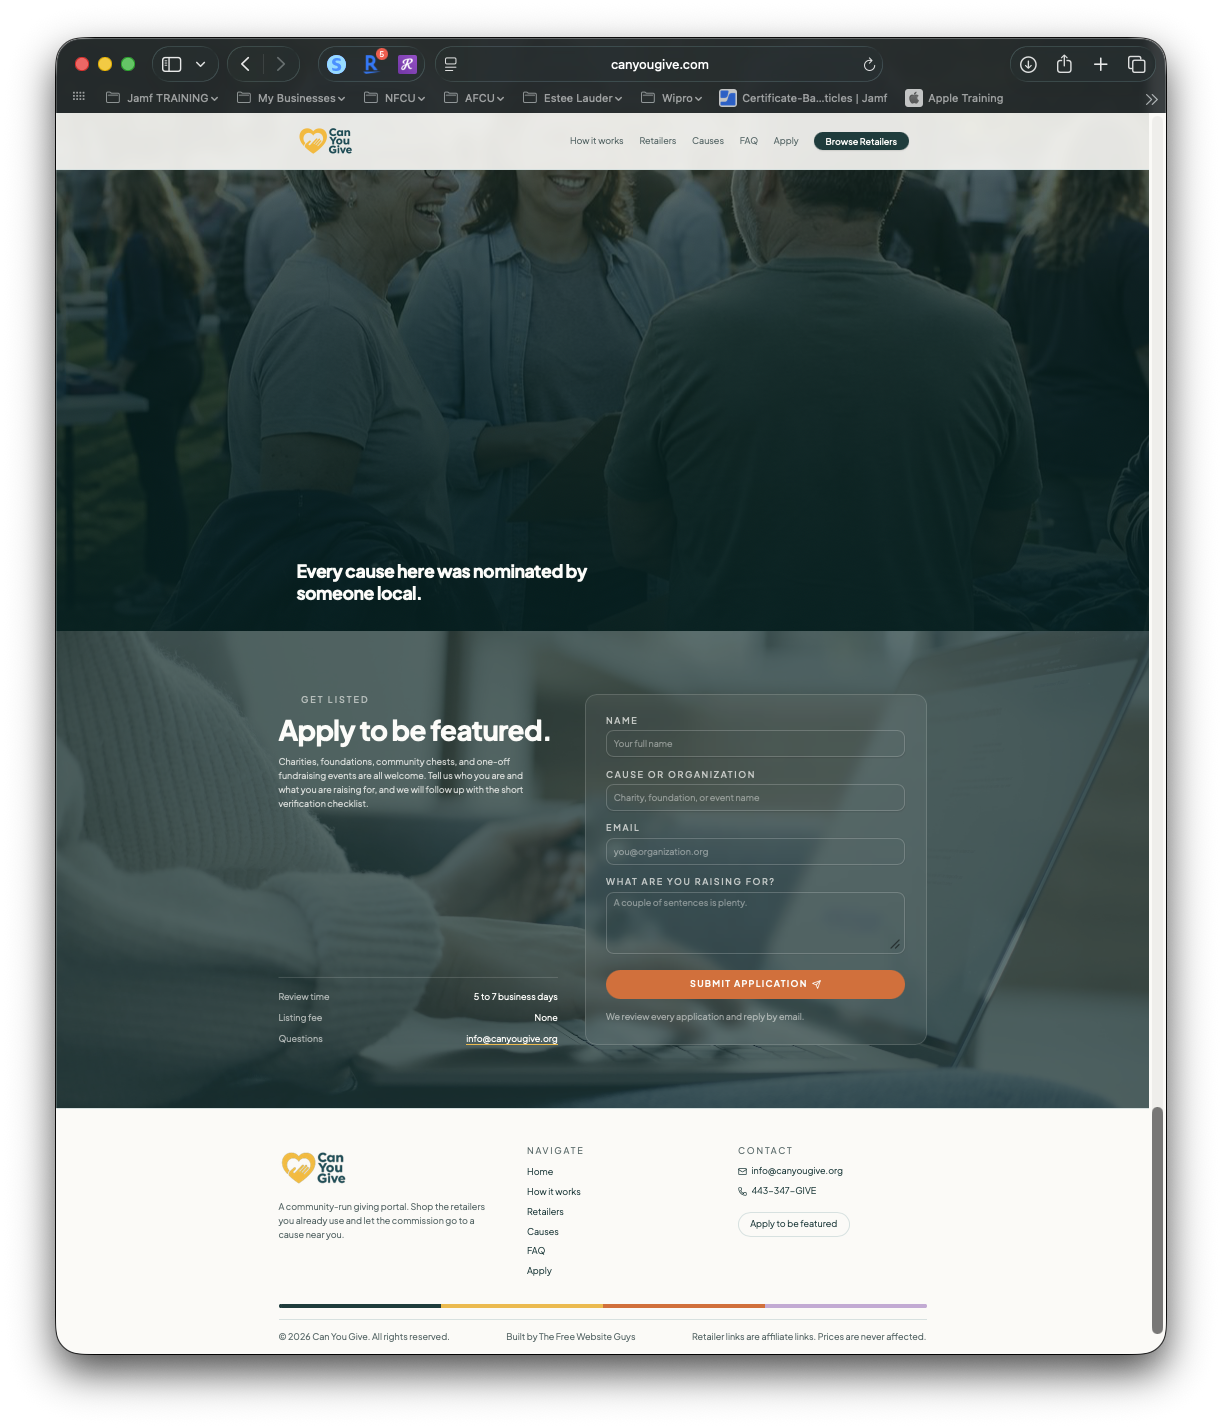 5
canyougive.com
Jamf TRAINING
My Businesses
NFCU
AFCU
Estee Lauder
Wipro
Certificate-Ba...ticles | Jamf
Apple Training
Can
You
Give
How it works
Retailers
Causes
FAQ
Apply
Browse Retailers
Every cause here was nominated by
someone local.
GET LISTED
Apply to be featured.
Charities, foundations, community chests, and one-off
fundraising events are all welcome. Tell us who you are and
what you are raising for, and we will follow up with the short
verification checklist.
Review time 5 to 7 business days
Listing fee None
Questions info@canyougive.org
NAME
Your full name
CAUSE OR ORGANIZATION
Charity, foundation, or event name
EMAIL
you@organization.org
WHAT ARE YOU RAISING FOR?
A couple of sentences is plenty.
SUBMIT APPLICATION
We review every application and reply by email.
Can
You
Give
A community-run giving portal. Shop the retailers
you already use and let the commission go to a
cause near you.
NAVIGATE
Home
How it works
Retailers
Causes
FAQ
Apply
CONTACT
info@canyougive.org
443-347-GIVE
Apply to be featured
© 2026 Can You Give. All rights reserved.
Built by The Free Website Guys
Retailer links are affiliate links. Prices are never affected.